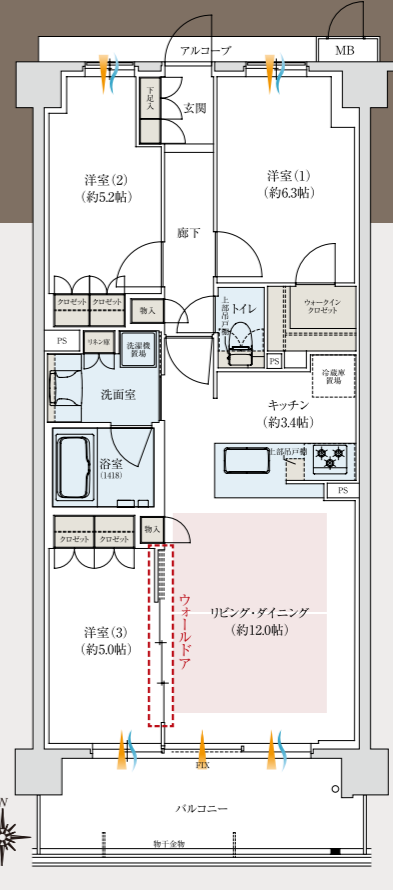 アルコーブ
MB
下足入
玄関
洋室(2)
(約5.2帖)
洋室(1)
(約6.3帖)
廊下
クロゼット
クロゼット
物入
上部吊戸棚
トイレ
ウォークイン
クロゼット
PS
リネン庫
洗濯機
置場
PS
冷蔵庫
置場
洗面室
キッチン
(約3.4帖)
浴室
(1418)
上部吊戸棚
PS
クロゼット
クロゼット
物入
ウォールドア
リビング・ダイニング
(約12.0帖)
洋室(3)
(約5.0帖)
FIX
バルコニー
N
物干金物